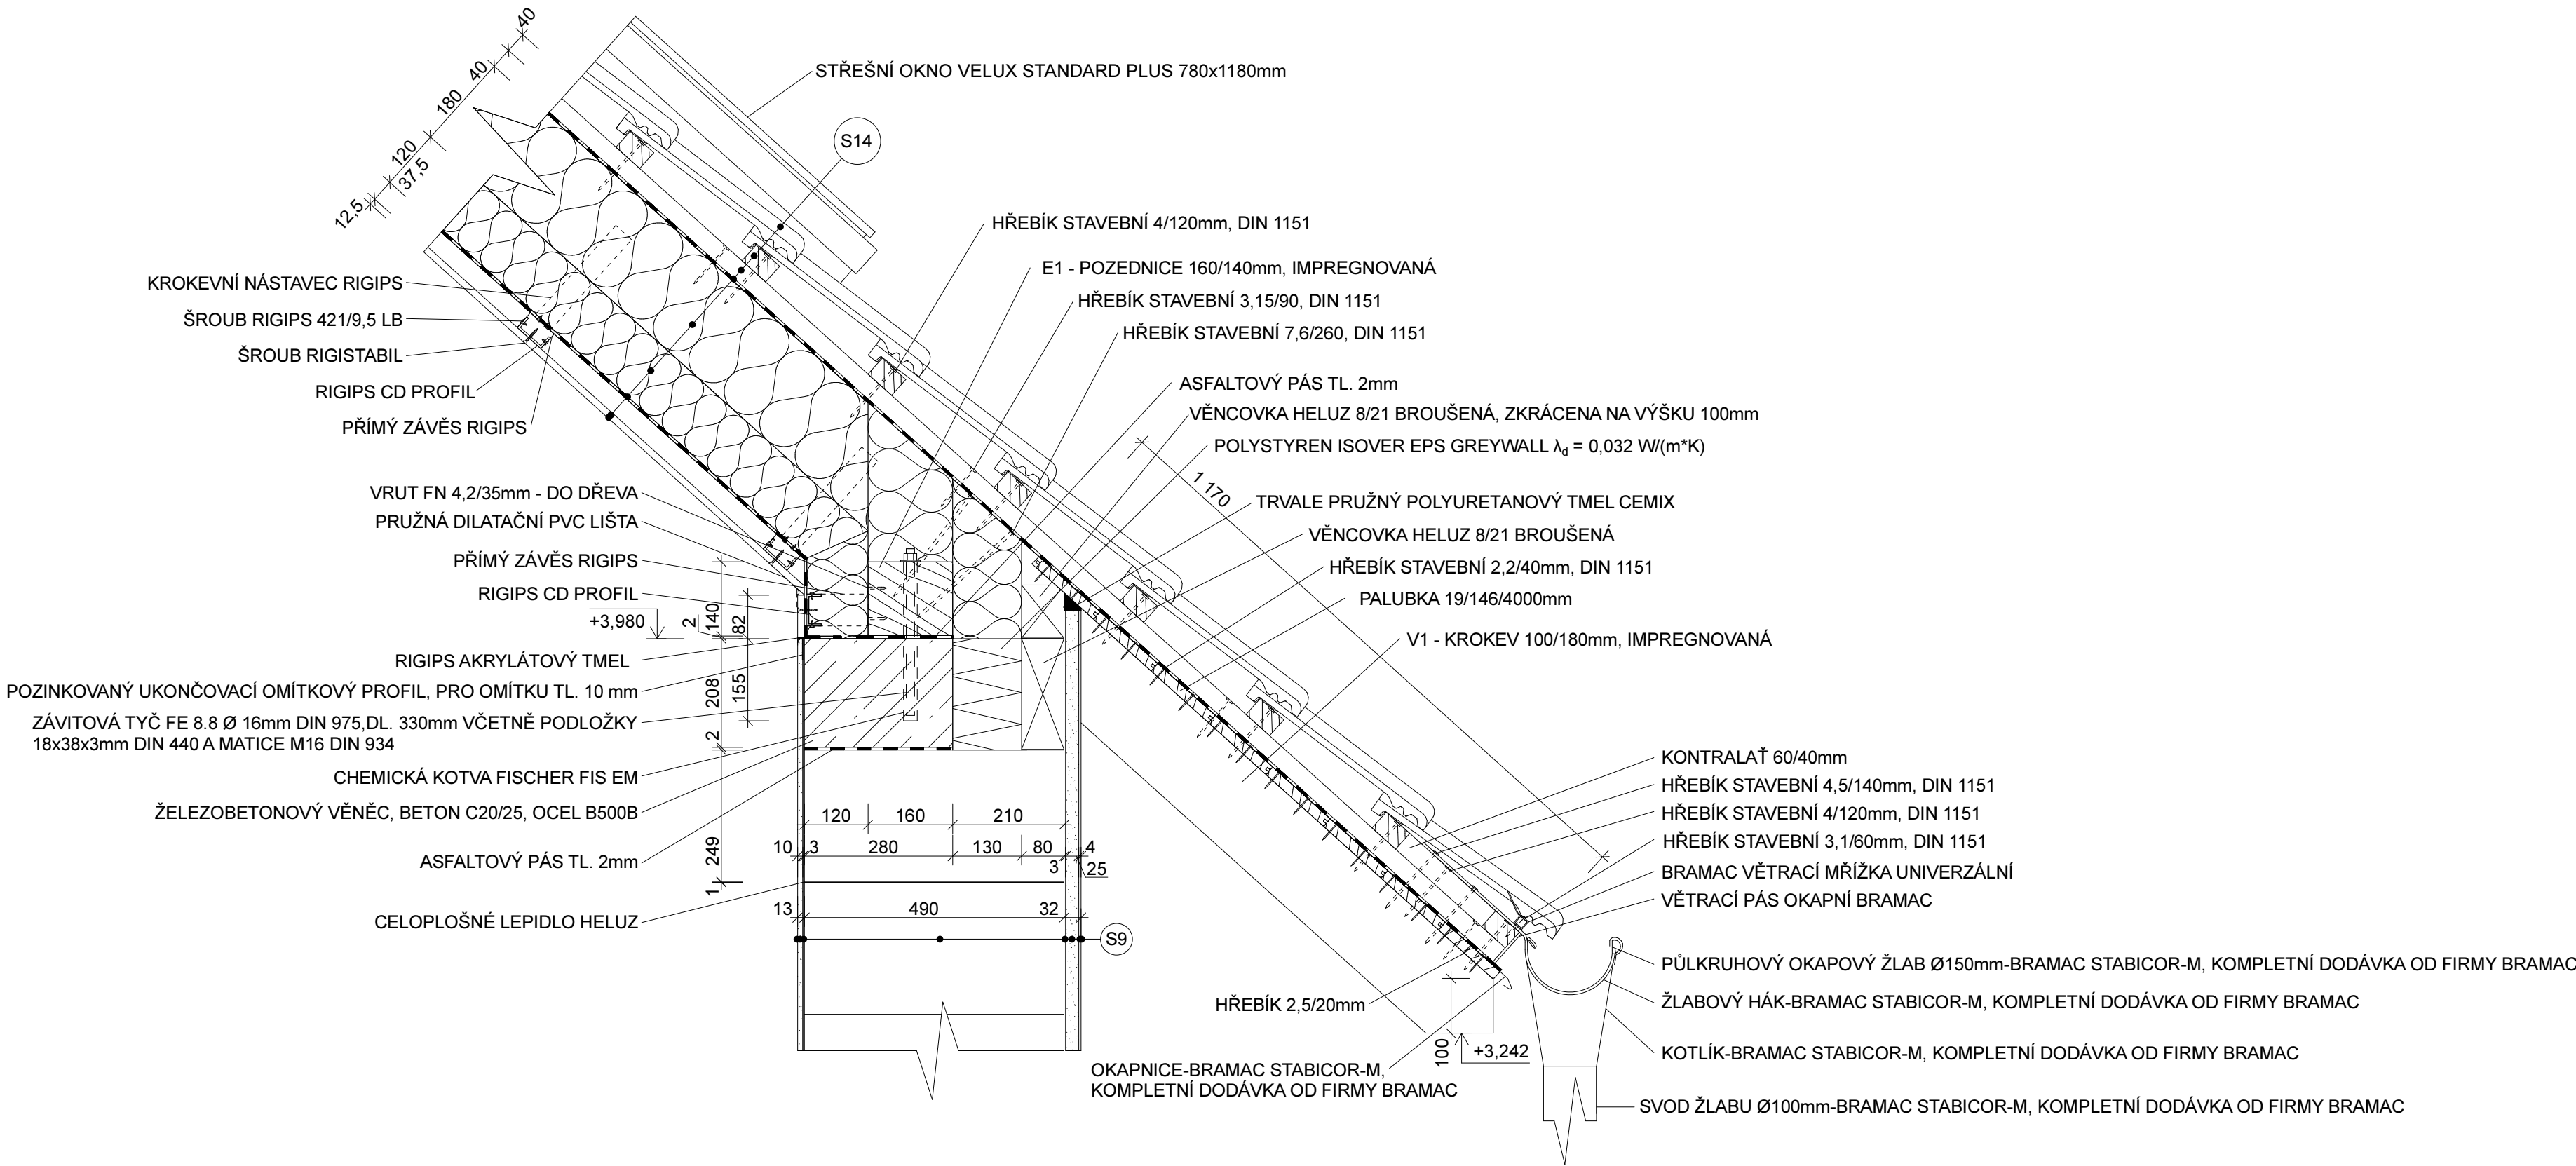 40
40
180
120
37,5
12,5
STŘEŠNÍ OKNO VELUX STANDARD PLUS 780x1180mm
S14
HŘEBÍK STAVEBNÍ 4/120mm, DIN 1151
E1 - POZEDNICE 160/140mm, IMPREGNOVANÁ
HŘEBÍK STAVEBNÍ 3,15/90, DIN 1151
HŘEBÍK STAVEBNÍ 7,6/260, DIN 1151
ASFALTOVÝ PÁS TL. 2mm
VĚNCOVKA HELUZ 8/21 BROUŠENÁ, ZKRÁCENA NA VÝŠKU 100mm
POLYSTYREN ISOVER EPS GREYWALL λd = 0,032 W/(m*K)
1 170
TRVALE PRUŽNÝ POLYURETANOVÝ TMEL CEMIX
VĚNCOVKA HELUZ 8/21 BROUŠENÁ
HŘEBÍK STAVEBNÍ 2,2/40mm, DIN 1151
PALUBKA 19/146/4000mm
V1 - KROKEV 100/180mm, IMPREGNOVANÁ
KROKEVNÍ NÁSTAVEC RIGIPS
ŠROUB RIGIPS 421/9,5 LB
ŠROUB RIGISTABIL
RIGIPS CD PROFIL
PŘÍMÝ ZÁVĚS RIGIPS
VRUT FN 4,2/35mm - DO DŘEVA
PRUŽNÁ DILATAČNÍ PVC LIŠTA
PŘÍMÝ ZÁVĚS RIGIPS
RIGIPS CD PROFIL
+3,980
2
140
82
RIGIPS AKRYLÁTOVÝ TMEL
POZINKOVANÝ UKONČOVACÍ OMÍTKOVÝ PROFIL, PRO OMÍTKU TL. 10 mm
208
155
ZÁVITOVÁ TYČ FE 8.8 Ø 16mm DIN 975,DL. 330mm VČETNĚ PODLOŽKY
18x38x3mm DIN 440 A MATICE M16 DIN 934
2
CHEMICKÁ KOTVA FISCHER FIS EM
ŽELEZOBETONOVÝ VĚNĚC, BETON C20/25, OCEL B500B
ASFALTOVÝ PÁS TL. 2mm
249
1
CELOPLOŠNÉ LEPIDLO HELUZ
120 160 210
10 3 280 130 80 4
3 25
13 490 32
S9
KONTRALAŤ 60/40mm
HŘEBÍK STAVEBNÍ 4,5/140mm, DIN 1151
HŘEBÍK STAVEBNÍ 4/120mm, DIN 1151
HŘEBÍK STAVEBNÍ 3,1/60mm, DIN 1151
BRAMAC VĚTRACÍ MŘÍŽKA UNIVERZÁLNÍ
VĚTRACÍ PÁS OKAPNÍ BRAMAC
PŮLKRUHOVÝ OKAPOVÝ ŽLAB Ø150mm-BRAMAC STABICOR-M, KOMPLETNÍ DODÁVKA OD FIRMY BRAMAC
ŽLABOVÝ HÁK-BRAMAC STABICOR-M, KOMPLETNÍ DODÁVKA OD FIRMY BRAMAC
HŘEBÍK 2,5/20mm
100
+3,242
KOTLÍK-BRAMAC STABICOR-M, KOMPLETNÍ DODÁVKA OD FIRMY BRAMAC
OKAPNICE-BRAMAC STABICOR-M,
KOMPLETNÍ DODÁVKA OD FIRMY BRAMAC
SVOD ŽLABU Ø100mm-BRAMAC STABICOR-M, KOMPLETNÍ DODÁVKA OD FIRMY BRAMAC